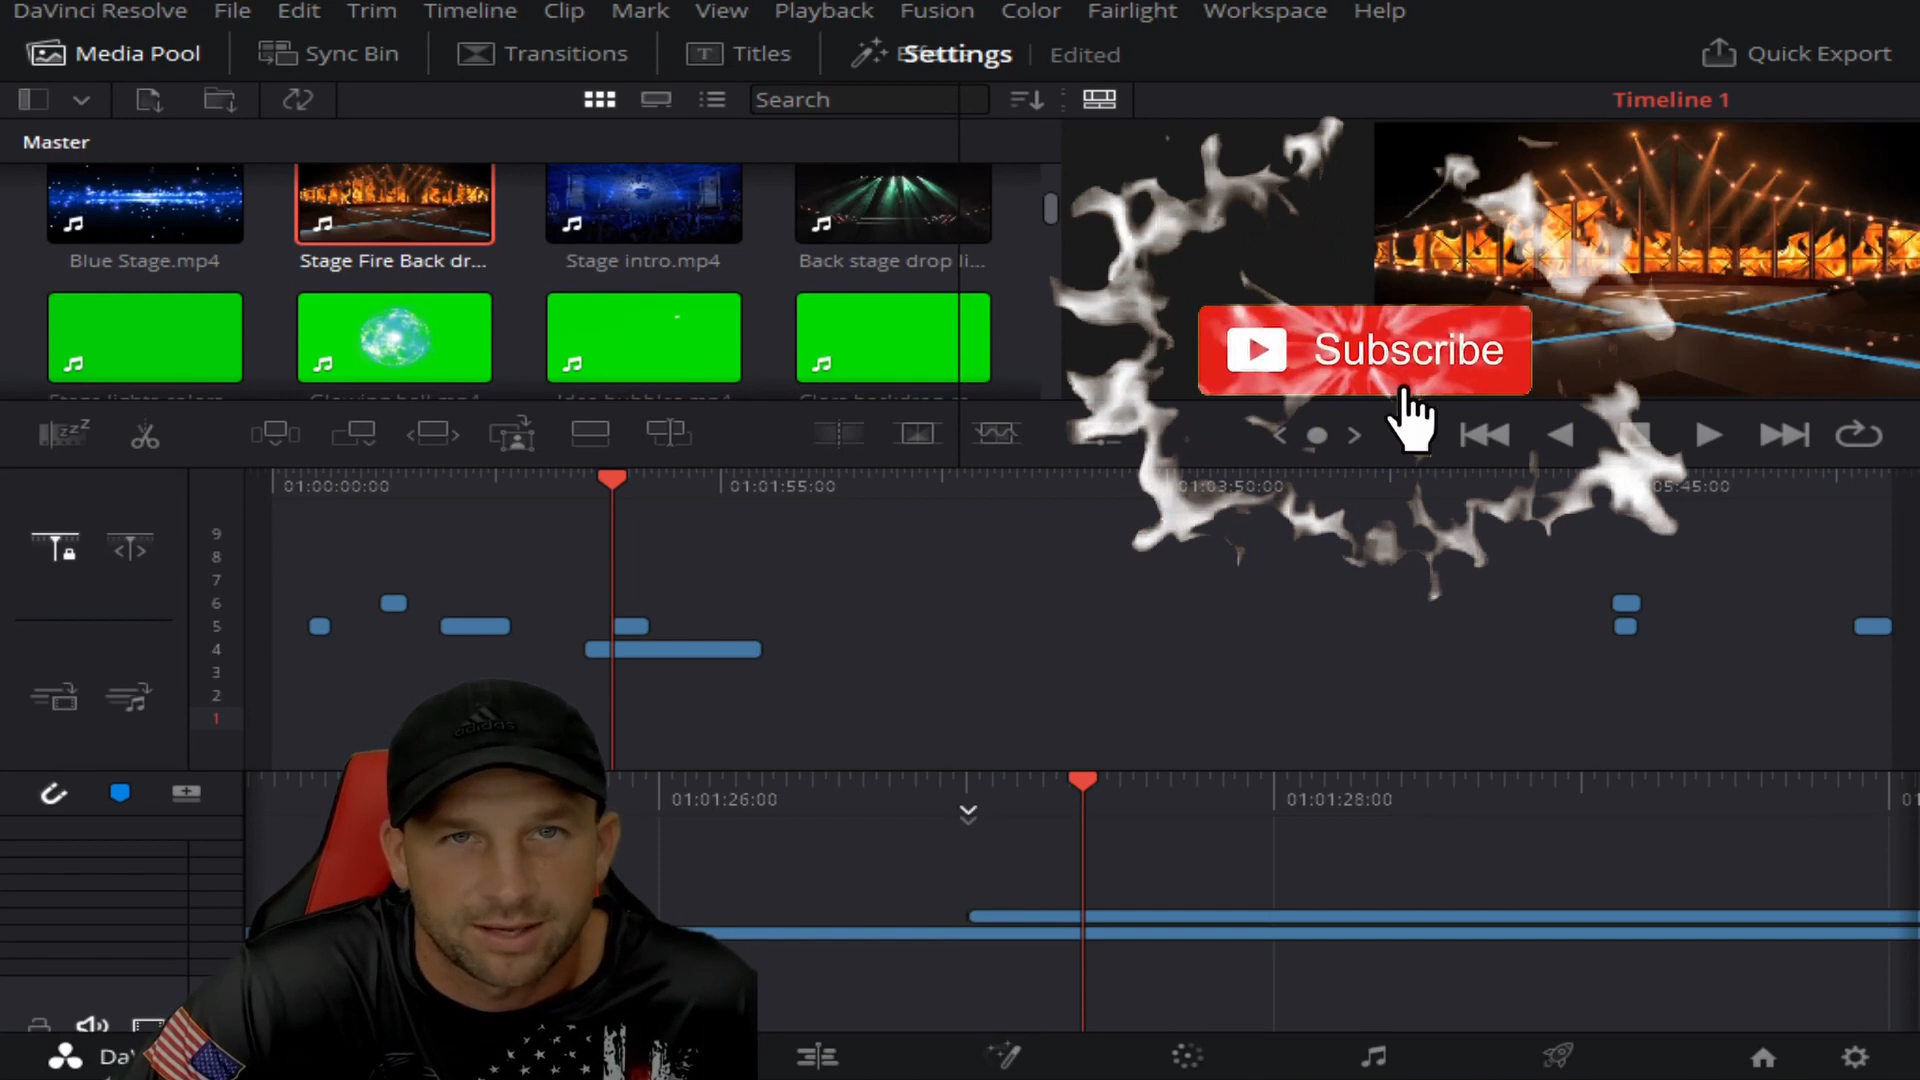 DaVinci Resolve File Edit Trim Timeline Clip Mark View Playback Fusion Color Fairlight Workspace Help
Media Pool Sync Bin Transitions Titles Settings Edited Quick Export
Search Timeline 1
Master
Blue Stage.mp4 Stage Fire Back dr... Stage intro.mp4 Back stage drop li...
Subscribe
zzZ
01:00:00:00 01:01:55:00 01:03:50:00 05:45:00
9
8
7
6
5
4
3
2
1
adidas
01:01:26:00 01:01:28:00